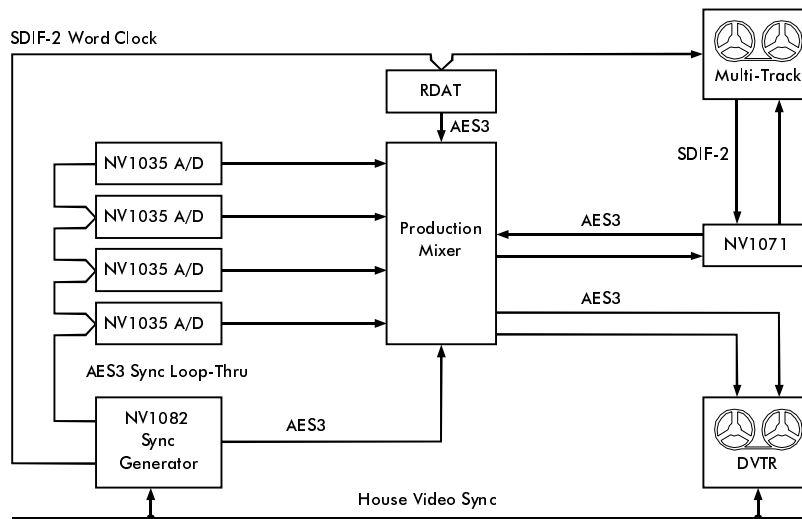 SDIF-2 Word Clock
Multi-Track
RDAT
AES3
NV1035 A/D
SDIF-2
NV1035 A/D
AES3
Production
Mixer
NV1071
NV1035 A/D
AES3
NV1035 A/D
AES3 Sync Loop-Thru
NV1082
Sync
Generator
AES3
DVTR
House Video Sync